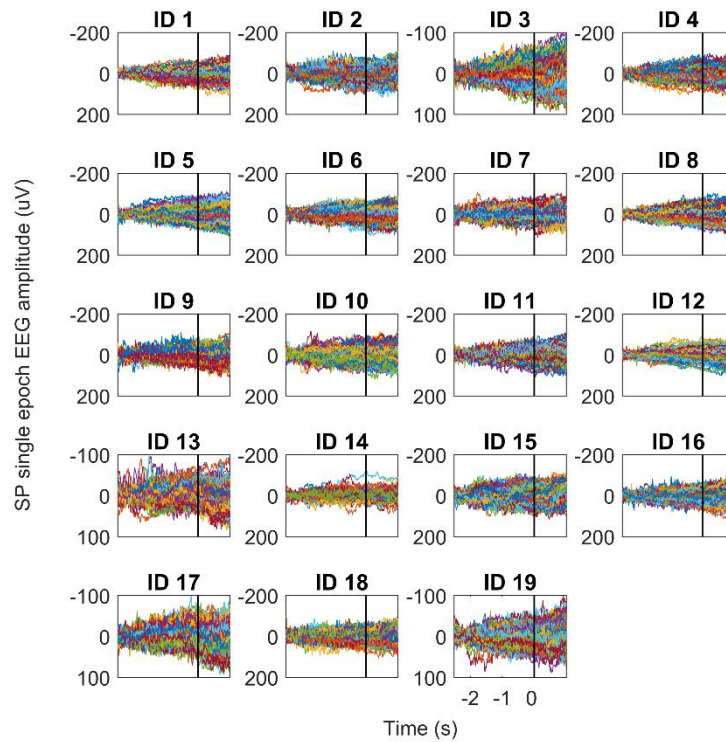 ID 1 ID 2 ID 3 ID 4
-200 -200 -100 -200
0 0 0 0
200 200 100 200
ID 5 ID 6 ID 7 ID 8
-200 -200 -200 -200
0 0 0 0
200 200 200 200
ID 9 ID 10 ID 11 ID 12
-200 -200 -200 -200
0 0 0 0
200 200 200 200
ID 13 ID 14 ID 15 ID 16
-100 -200 -200 -200
0 0 0 0
100 200 200 200
ID 17 ID 18 ID 19
-100 -200 -100
0 0 0
100 200 100
-2 -1 0
SP single epoch EEG amplitude (uV)
Time (s)